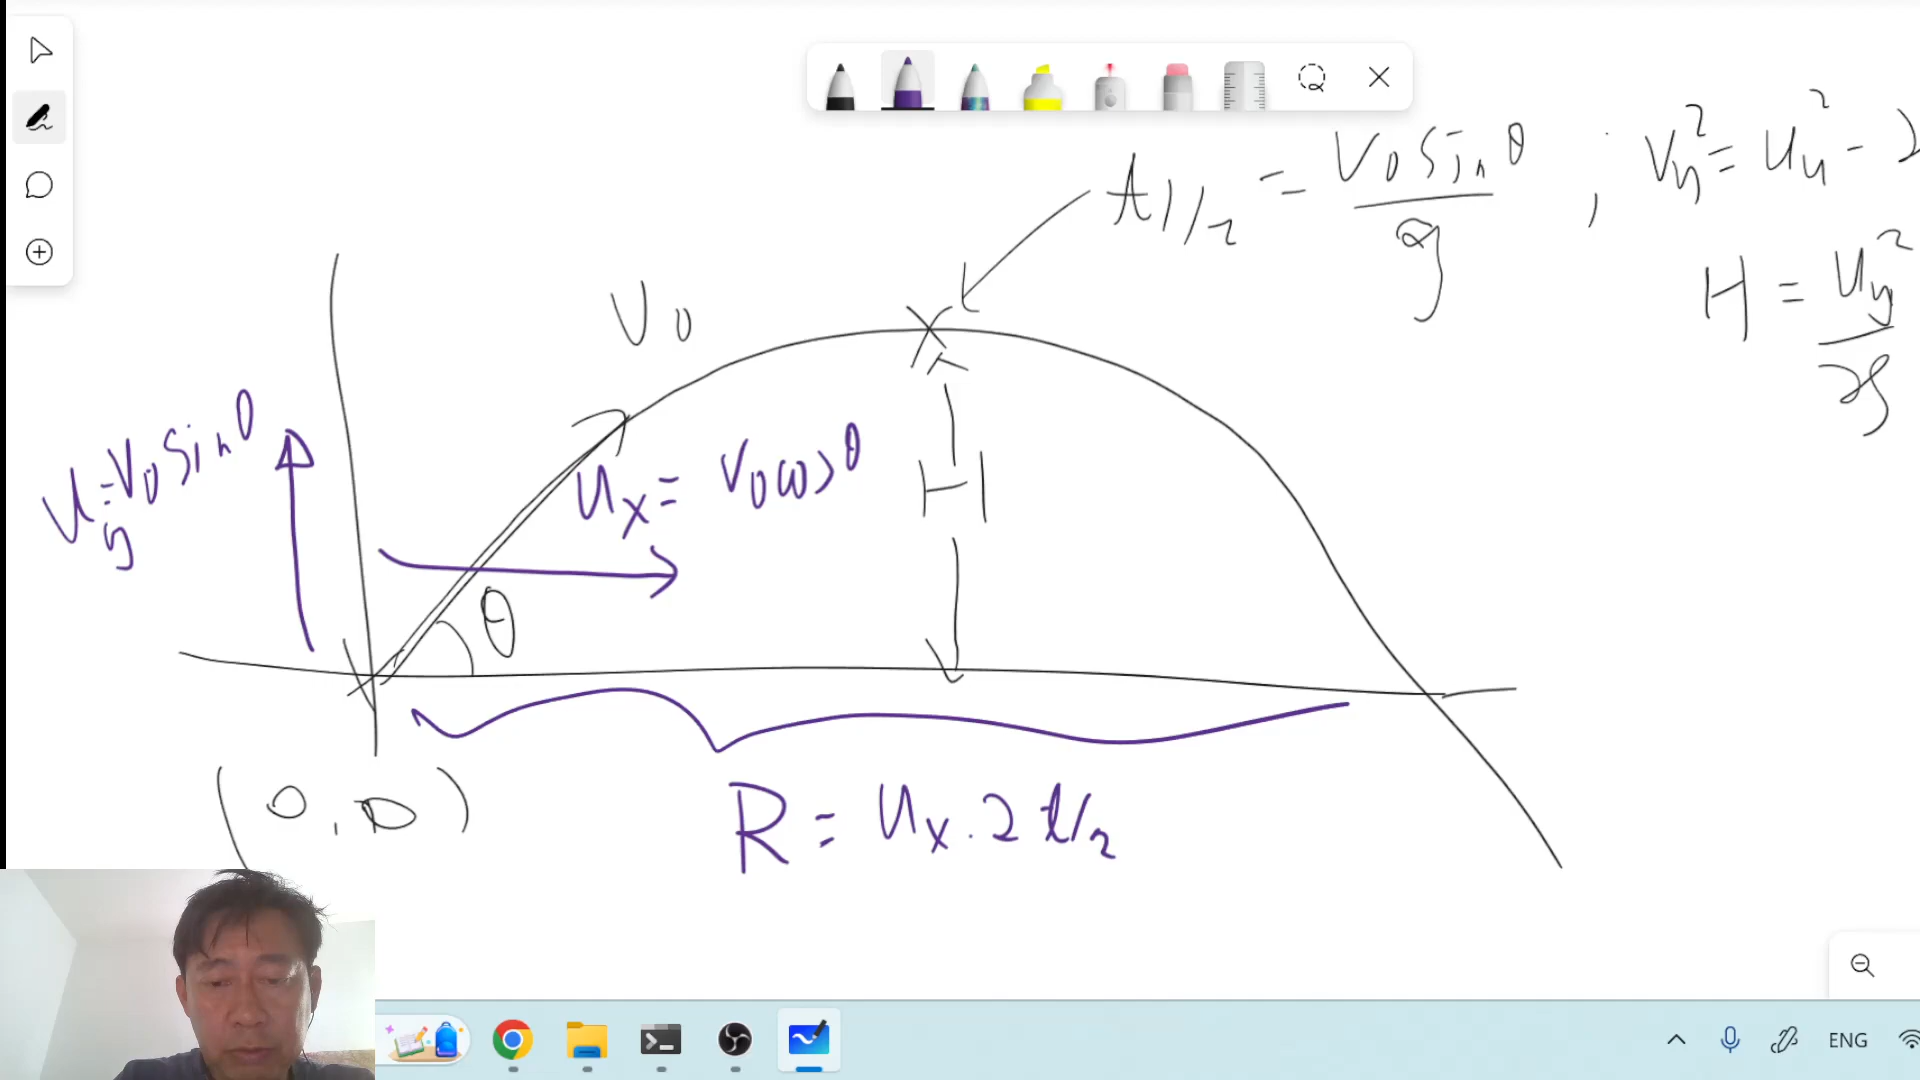 t1/2 = V0 sin θ / g ; Vy² = Uy² - 2
H = Uy² / 2g
V0
Uy = V0 sin θ
Ux = V0 cos θ
H
θ
(0,0)
R = Ux . 2 t1/2
ENG